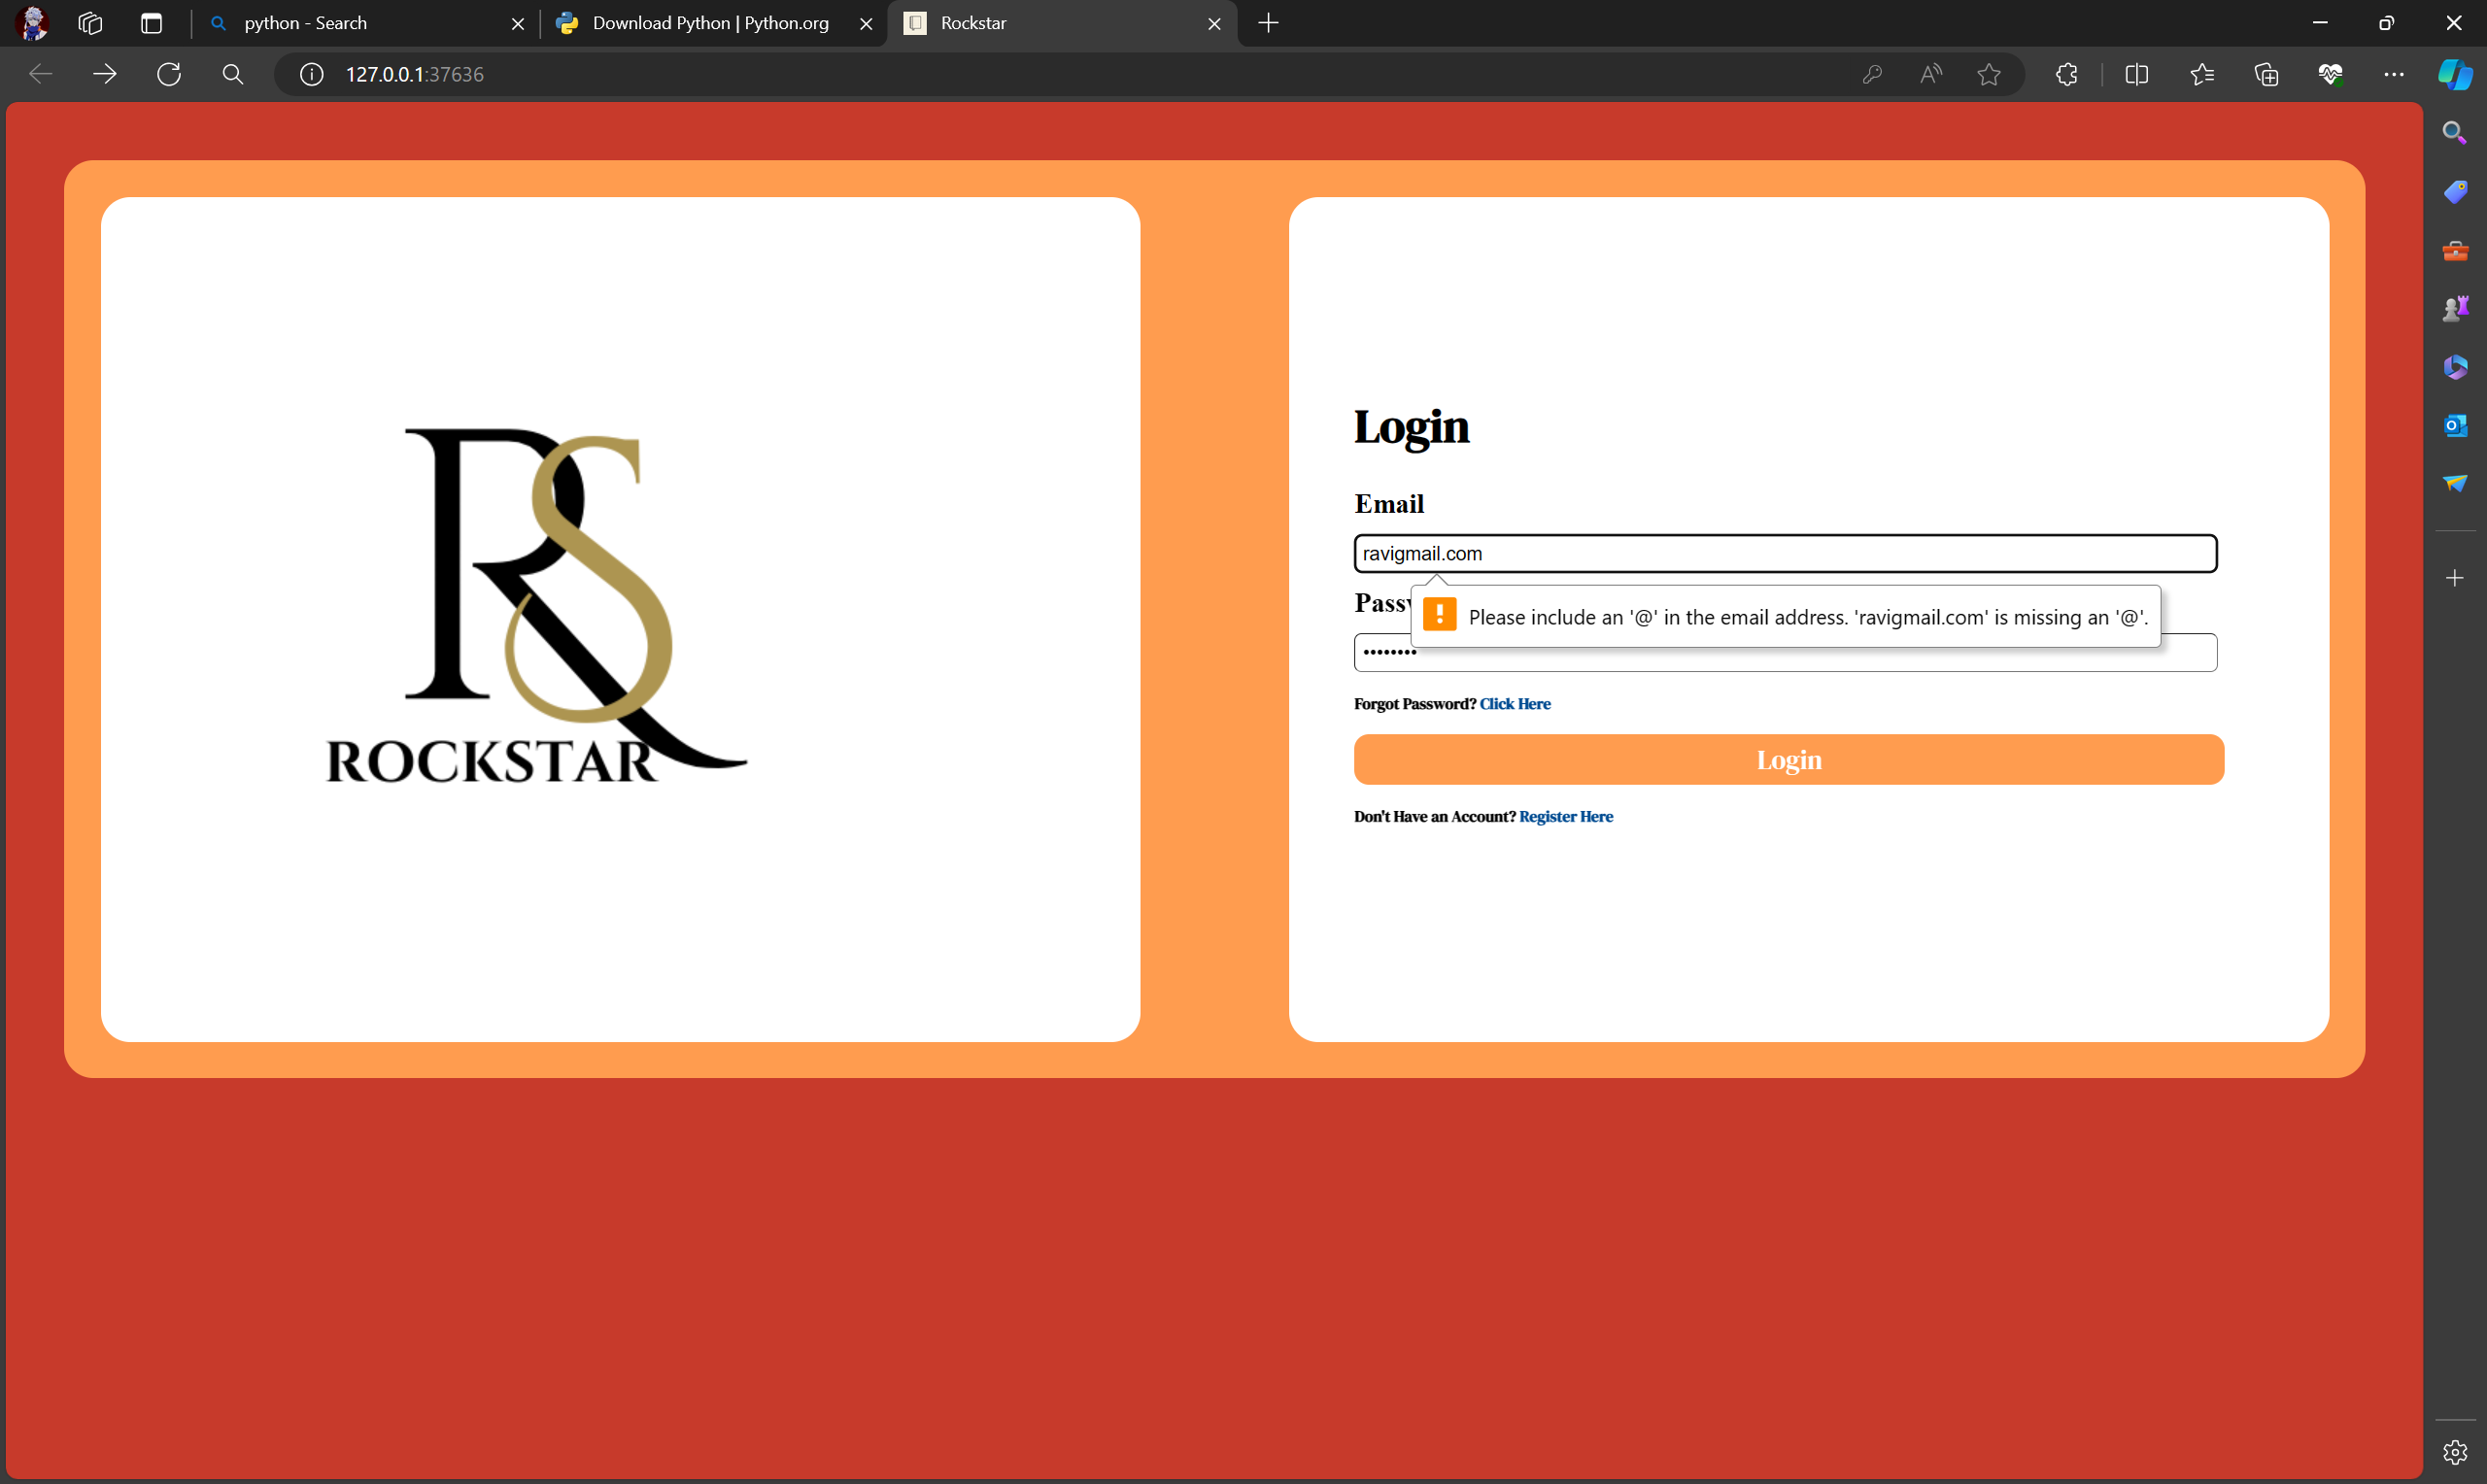 python - Search
Download Python | Python.org
Rockstar
127.0.0.1:37636
RS
ROCKSTAR
Login
Email
ravigmail.com
Please include an '@' in the email address. 'ravigmail.com' is missing an '@'.
Forgot Password? Click Here
Login
Don't Have an Account? Register Here